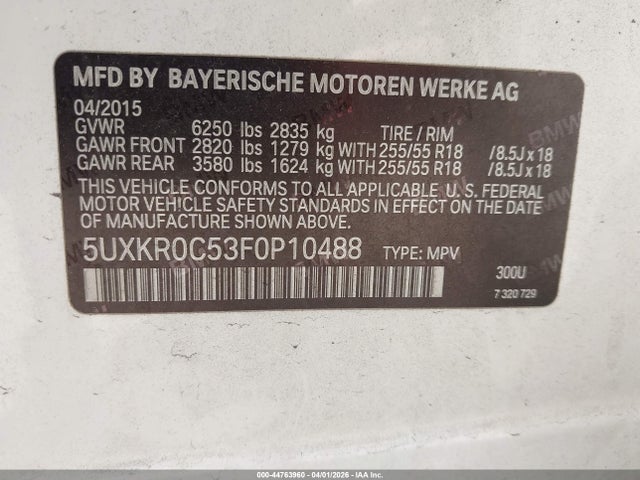 MFD BY BAYERISCHE MOTOREN WERKE AG
04/2015
GVWR 6250 lbs 2835 kg TIRE / RIM
GAWR FRONT 2820 lbs 1279 kg WITH 255/55 R18 /8.5J x 18
GAWR REAR 3580 lbs 1624 kg WITH 255/55 R18 /8.5J x 18
THIS VEHICLE CONFORMS TO ALL APPLICABLE U.S. FEDERAL
MOTOR VEHICLE SAFETY STANDARDS IN EFFECT ON THE DATE
OF MANUFACTURE SHOWN ABOVE.
5UXKR0C53F0P10488 TYPE: MPV
300U
7 320 729
000-44763960 - 04/01/2026 - IAAI, Inc.